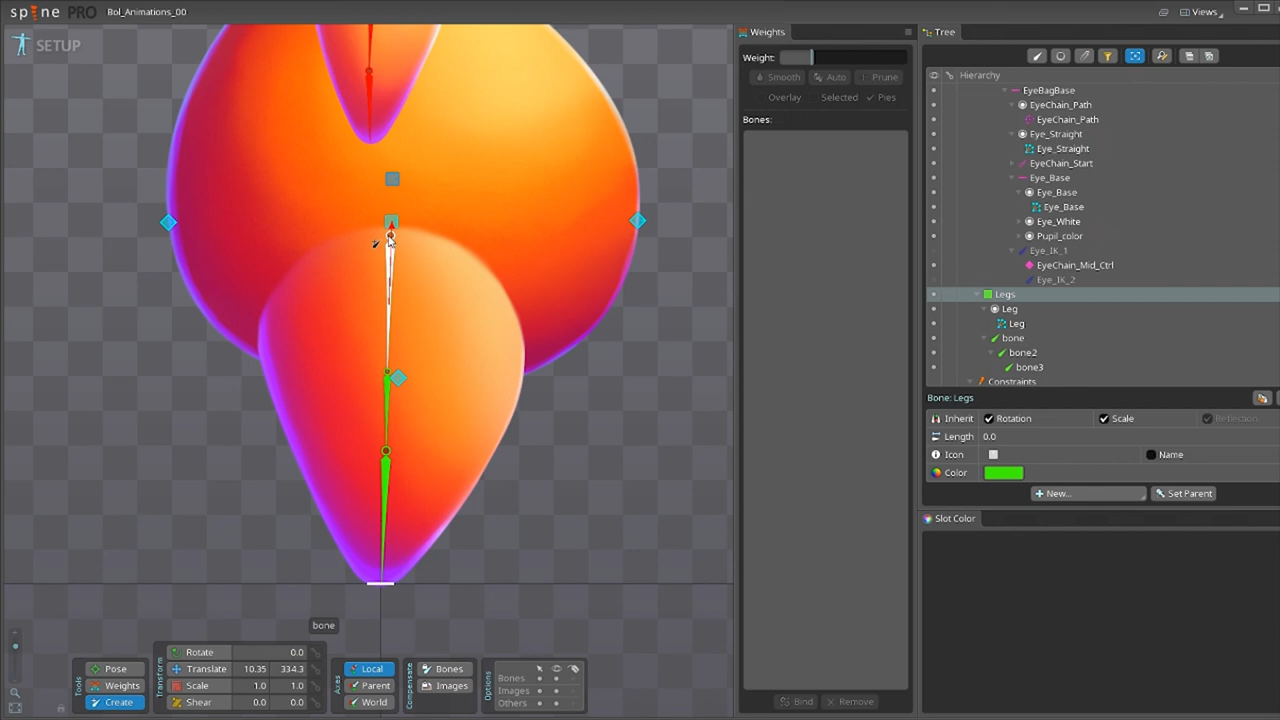 spine PRO Bol_Animations_00 Views
SETUP
Weights
Weight:
Smooth Auto Prune
Overlay Selected Pies
Bones:
Bind Remove
Tree
Hierarchy
EyeBagBase
EyeChain_Path
EyeChain_Path
Eye_Straight
Eye_Straight
EyeChain_Start
Eye_Base
Eye_Base
Eye_Base
Eye_White
Pupil_color
Eye_IK_1
EyeChain_Mid_Ctrl
Eye_IK_2
Legs
Leg
Leg
bone
bone2
bone3
Constraints
Bone: Legs
Inherit Rotation Scale Reflection
Length 0.0
Icon Name
Color
New... Set Parent
Slot Color
bone
Tools
Pose
Weights
Create
Transform
Rotate 0.0
Translate 10.35 334.3
Scale 1.0 1.0
Shear 0.0 0.0
Axes
Local
Parent
World
Compensate
Bones
Images
Options
Bones
Images
Others